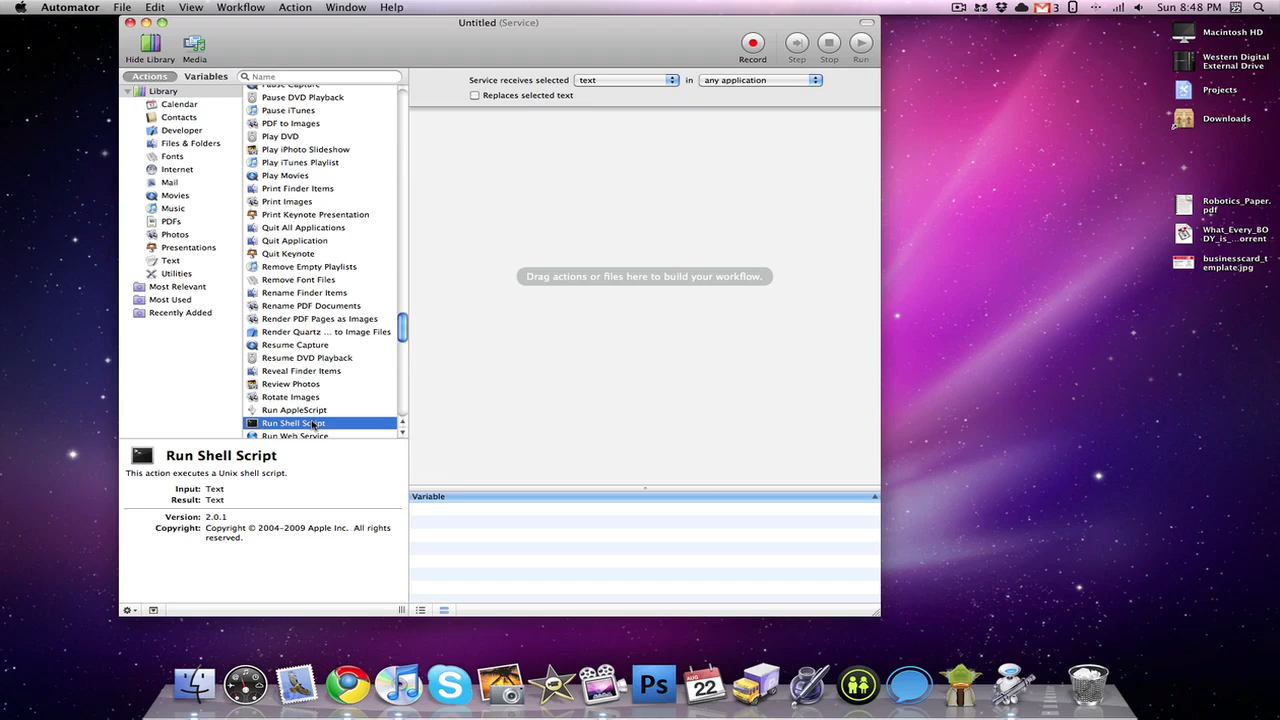 Automator File Edit View Workflow Action Window Help
3
Sun 8:48 PM
Untitled (Service)
Hide Library Media
Record Step Stop Run
Actions Variables Name
Service receives selected text in any application
Replaces selected text
Library
Calendar
Contacts
Developer
Files & Folders
Fonts
Internet
Mail
Movies
Music
PDFs
Photos
Presentations
Text
Utilities
Most Relevant
Most Used
Recently Added
Pause Capture
Pause DVD Playback
Pause iTunes
PDF to Images
Play DVD
Play iPhoto Slideshow
Play iTunes Playlist
Play Movies
Print Finder Items
Print Images
Print Keynote Presentation
Quit All Applications
Quit Application
Quit Keynote
Remove Empty Playlists
Remove Font Files
Rename Finder Items
Rename PDF Documents
Render PDF Pages as Images
Render Quartz ... to Image Files
Resume Capture
Resume DVD Playback
Reveal Finder Items
Review Photos
Rotate Images
Run AppleScript
Run Shell Script
Run Web Service
Drag actions or files here to build your workflow.
Run Shell Script
This action executes a Unix shell script.
Input: Text
Result: Text
Version: 2.0.1
Copyright: Copyright © 2004-2009 Apple Inc. All rights
reserved.
Variable
Macintosh HD
Western Digital
External Drive
Projects
Downloads
Robotics_Paper.
pdf
What_Every_BO
DY_is_...orrent
businesscard_t
emplate.jpg
Ps
AUG
22